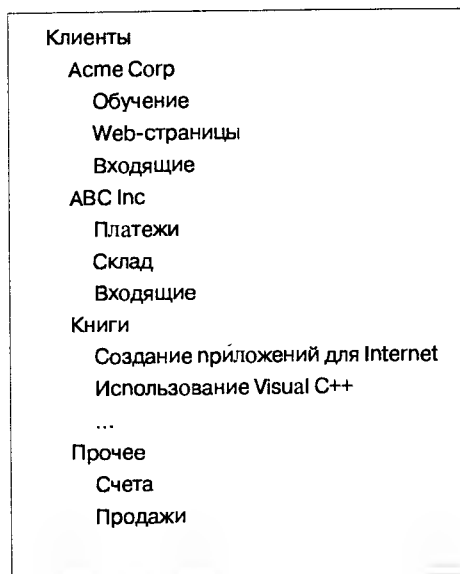 Клиенты
Acme Corp
Обучение
Web-страницы
Входящие
ABC Inc
Платежи
Склад
Входящие
Книги
Создание приложений для Internet
Использование Visual C++
...
Прочее
Счета
Продажи